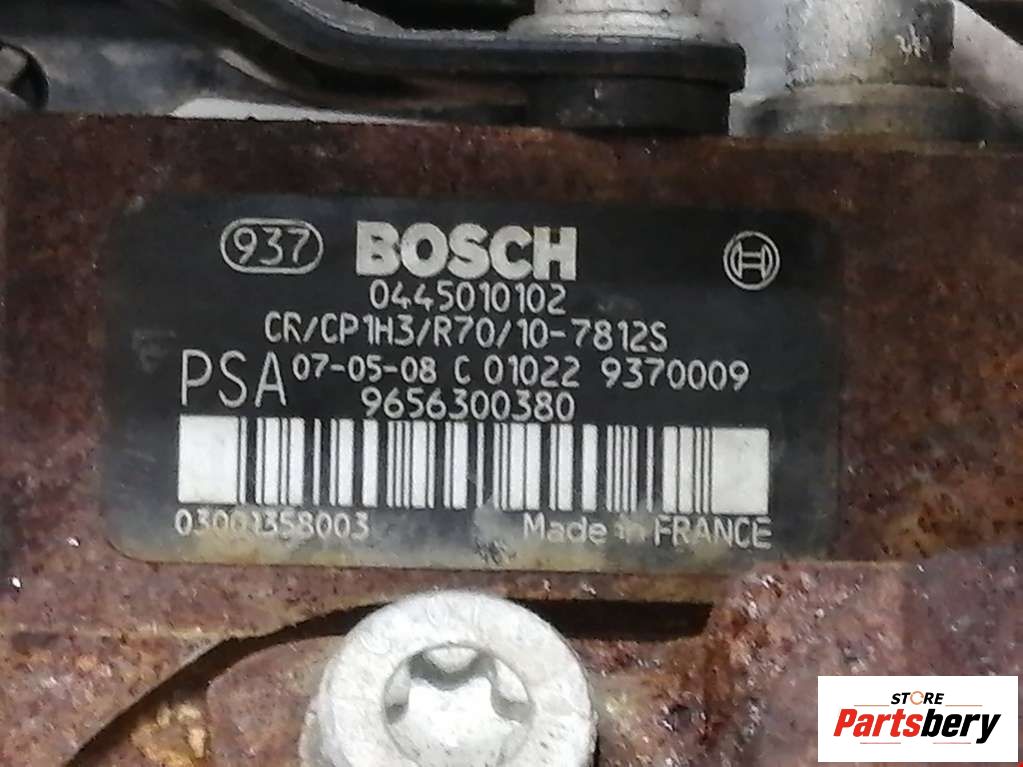 937 BOSCH
0445010102
CR/CP1H3/R70/10-7812S
PSA 07-05-08 C 01022 9370009
9656300380
03001358003 Made in FRANCE
STORE
Partsbery